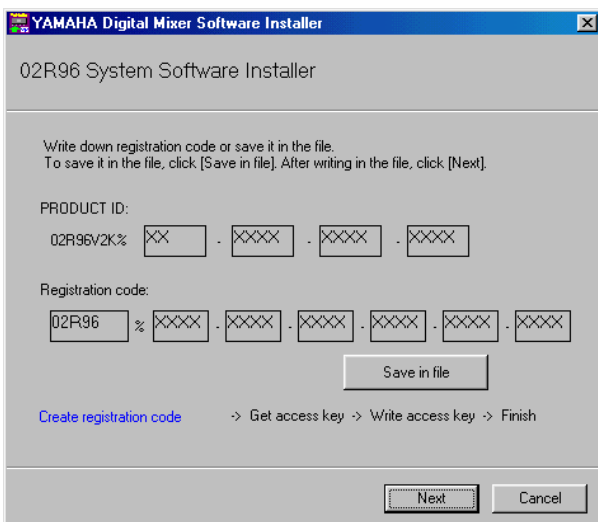 YAMAHA Digital Mixer Software Installer
02R96 System Software Installer
Write down registration code or save it in the file.
To save it in the file, click [Save in file]. After writing in the file, click [Next].
PRODUCT ID:
02R96V2K% XX - XXXX - XXXX - XXXX
Registration code:
02R96 % XXXX - XXXX - XXXX - XXXX - XXXX - XXXX
Save in file
Create registration code -> Get access key -> Write access key -> Finish
Next Cancel